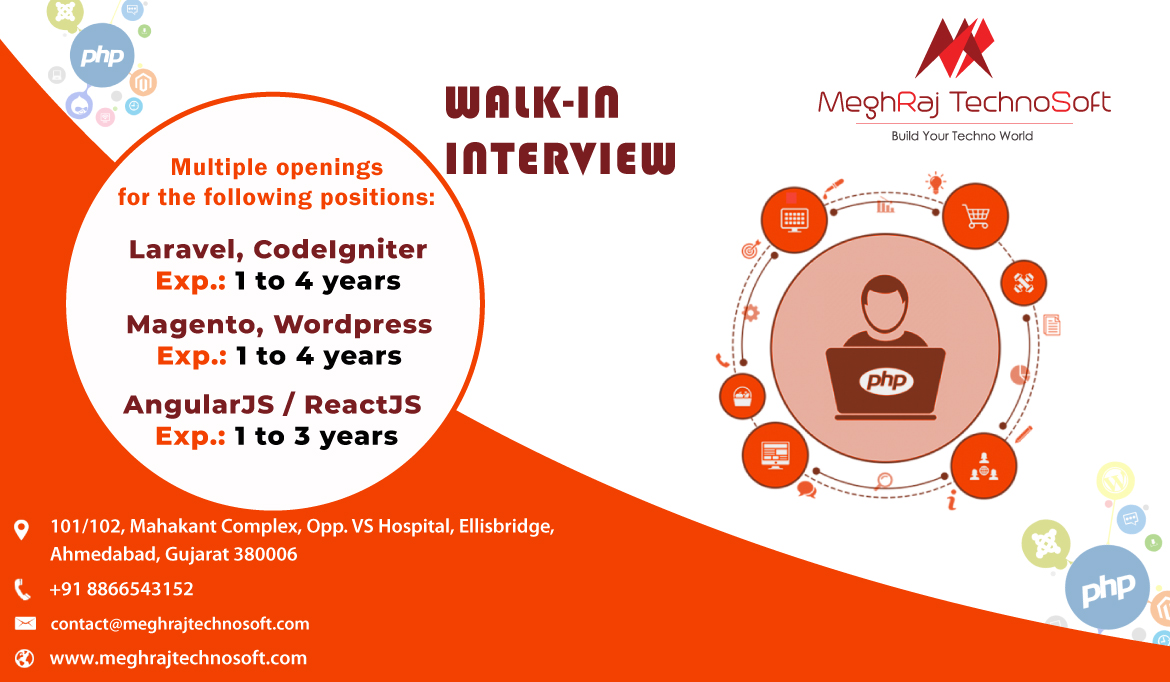 php
WALK-IN
INTERVIEW
MeghRaj TechnoSoft
Build Your Techno World
Multiple openings
for the following positions:
Laravel, CodeIgniter
Exp.: 1 to 4 years
Magento, Wordpress
Exp.: 1 to 4 years
AngularJS / ReactJS
Exp.: 1 to 3 years
php
101/102, Mahakant Complex, Opp. VS Hospital, Ellisbridge,
Ahmedabad, Gujarat 380006
+91 8866543152
contact@meghrajtechnosoft.com
www.meghrajtechnosoft.com
php